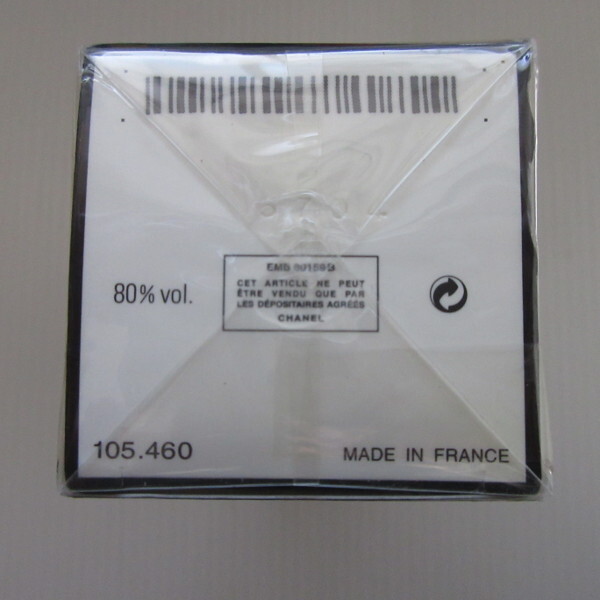 80% vol.
EMB
CET ARTICLE NE PEUT
ÊTRE VENDU QUE PAR
LES DÉPOSITAIRES AGRÉÉS
CHANEL
105.460
MADE IN FRANCE